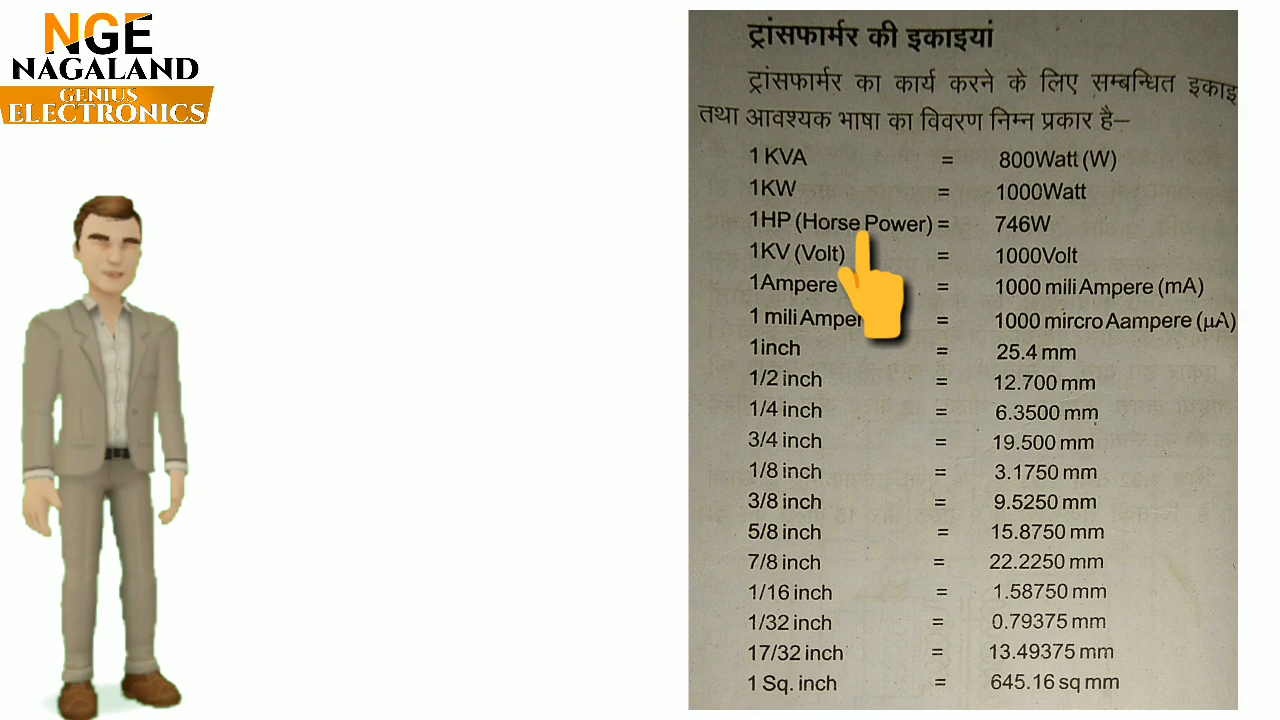 NGE
NAGALAND
GENIUS
ELECTRONICS
ट्रांसफार्मर की इकाइयां
ट्रांसफार्मर का कार्य करने के लिए सम्बन्धित इकाइ
तथा आवश्यक भाषा का विवरण निम्न प्रकार है–
1 KVA = 800Watt (W)
1KW = 1000Watt
1HP (Horse Power) = 746W
1KV (Volt) = 1000Volt
1Ampere = 1000 mili Ampere (mA)
1 mili Amper = 1000 mircro Aampere (μA)
1inch = 25.4 mm
1/2 inch = 12.700 mm
1/4 inch = 6.3500 mm
3/4 inch = 19.500 mm
1/8 inch = 3.1750 mm
3/8 inch = 9.5250 mm
5/8 inch = 15.8750 mm
7/8 inch = 22.2250 mm
1/16 inch = 1.58750 mm
1/32 inch = 0.79375 mm
17/32 inch = 13.49375 mm
1 Sq. inch = 645.16 sq mm